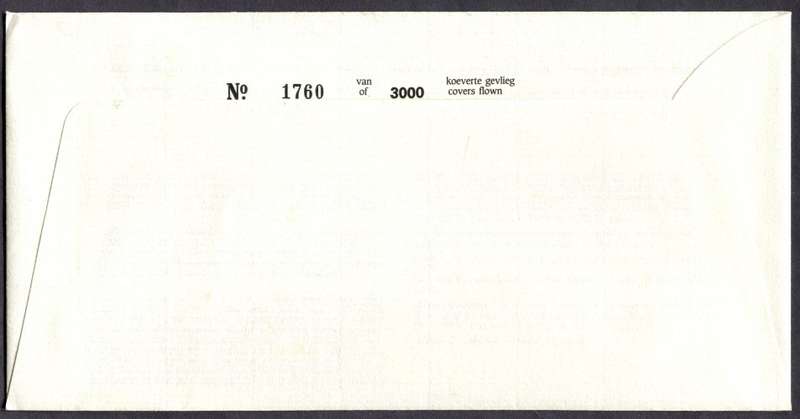 № 1760 van 3000 koeverte gevlieg
of covers flown